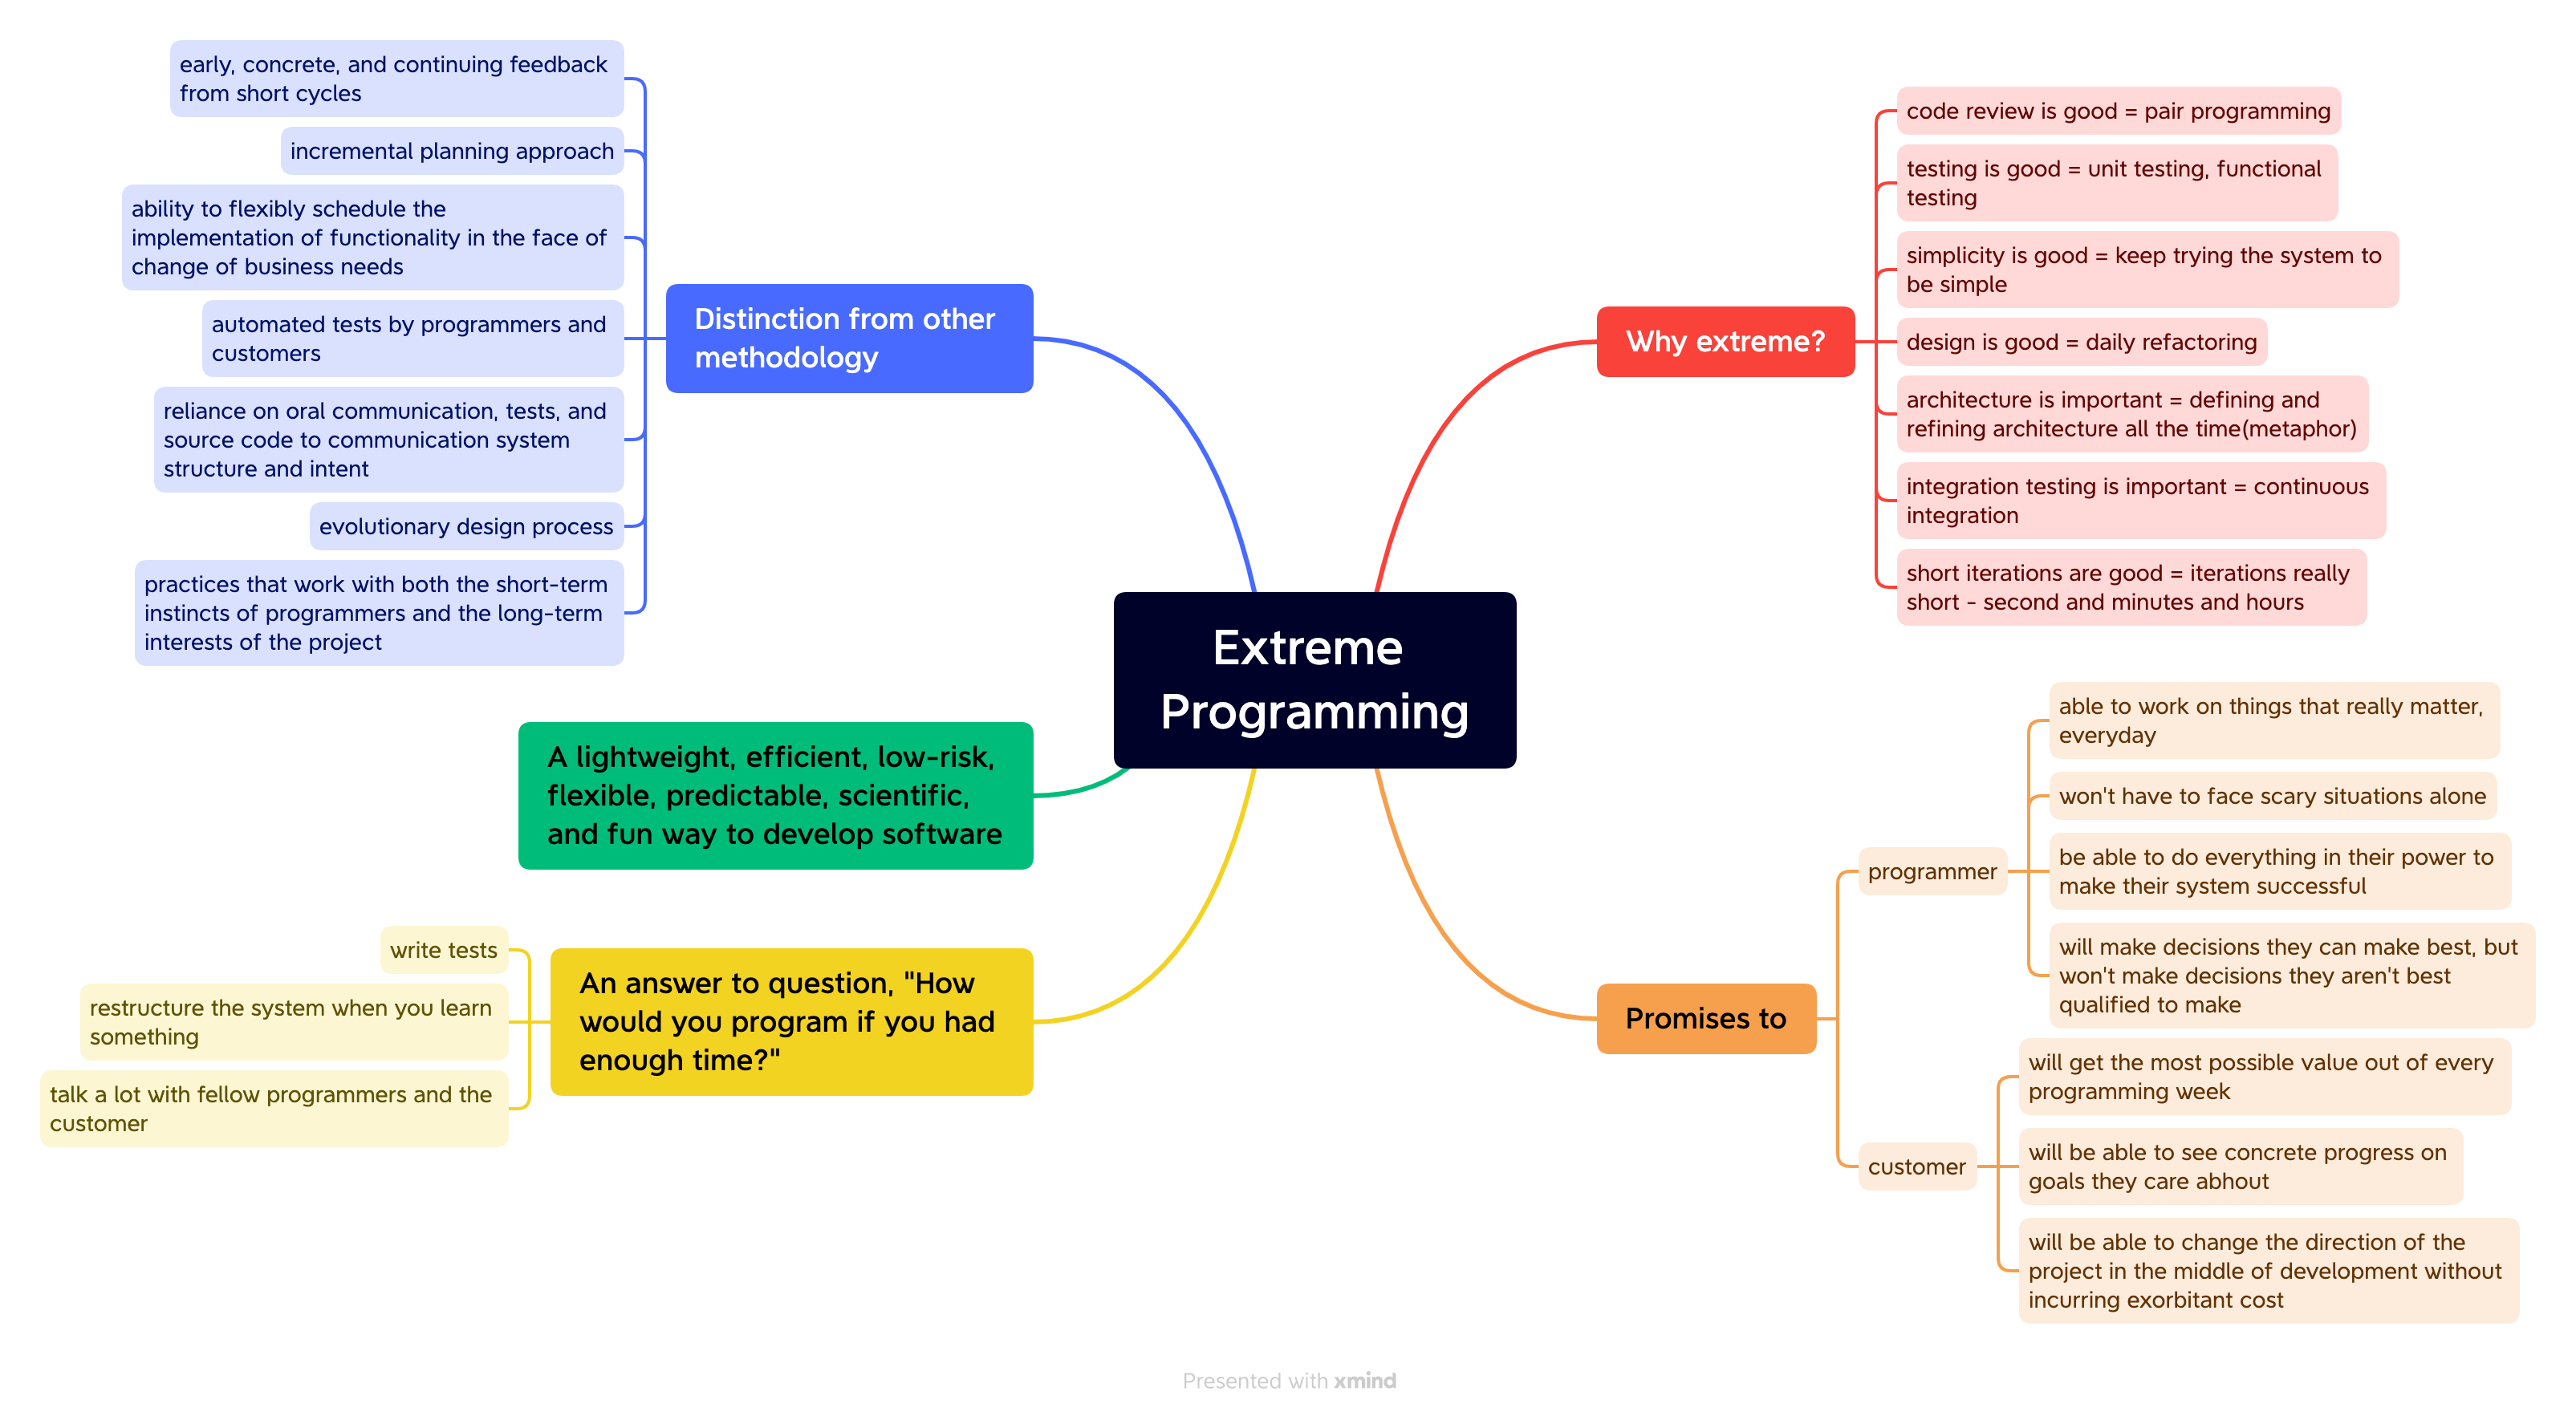 Extreme
Programming
Why extreme?
code review is good = pair programming
testing is good = unit testing, functional
testing
simplicity is good = keep trying the system to
be simple
design is good = daily refactoring
architecture is important = defining and
refining architecture all the time(metaphor)
integration testing is important = continuous
integration
short iterations are good = iterations really
short - second and minutes and hours
Promises to
programmer
able to work on things that really matter,
everyday
won't have to face scary situations alone
be able to do everything in their power to
make their system successful
will make decisions they can make best, but
won't make decisions they aren't best
qualified to make
customer
will get the most possible value out of every
programming week
will be able to see concrete progress on
goals they care abhout
will be able to change the direction of the
project in the middle of development without
incurring exorbitant cost
Distinction from other
methodology
early, concrete, and continuing feedback
from short cycles
incremental planning approach
ability to flexibly schedule the
implementation of functionality in the face of
change of business needs
automated tests by programmers and
customers
reliance on oral communication, tests, and
source code to communication system
structure and intent
evolutionary design process
practices that work with both the short-term
instincts of programmers and the long-term
interests of the project
A lightweight, efficient, low-risk,
flexible, predictable, scientific,
and fun way to develop software
An answer to question, "How
would you program if you had
enough time?"
write tests
restructure the system when you learn
something
talk a lot with fellow programmers and the
customer
Presented with xmind